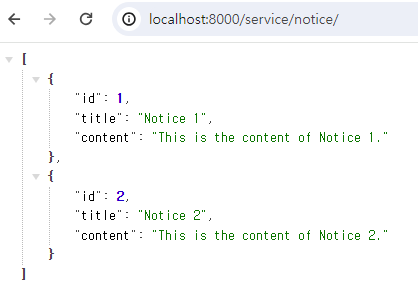 localhost:8000/service/notice/
[
{
"id": 1,
"title": "Notice 1",
"content": "This is the content of Notice 1."
},
{
"id": 2,
"title": "Notice 2",
"content": "This is the content of Notice 2."
}
]